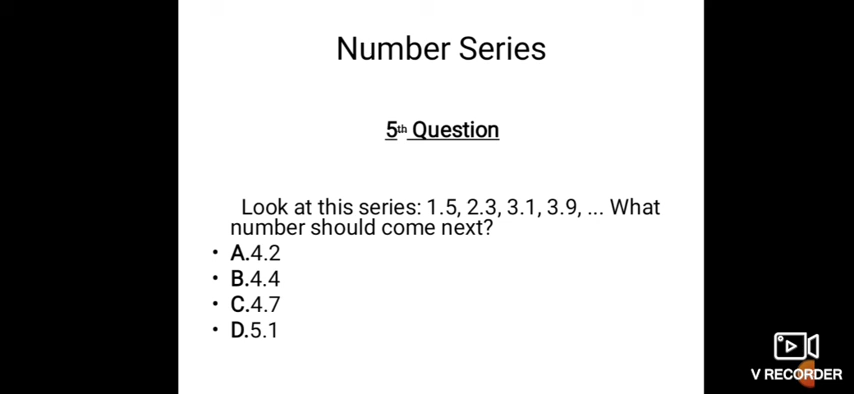 Number Series
5th Question
Look at this series: 1.5, 2.3, 3.1, 3.9, ... What
number should come next?
• A.4.2
• B.4.4
• C.4.7
• D.5.1
V RECORDER